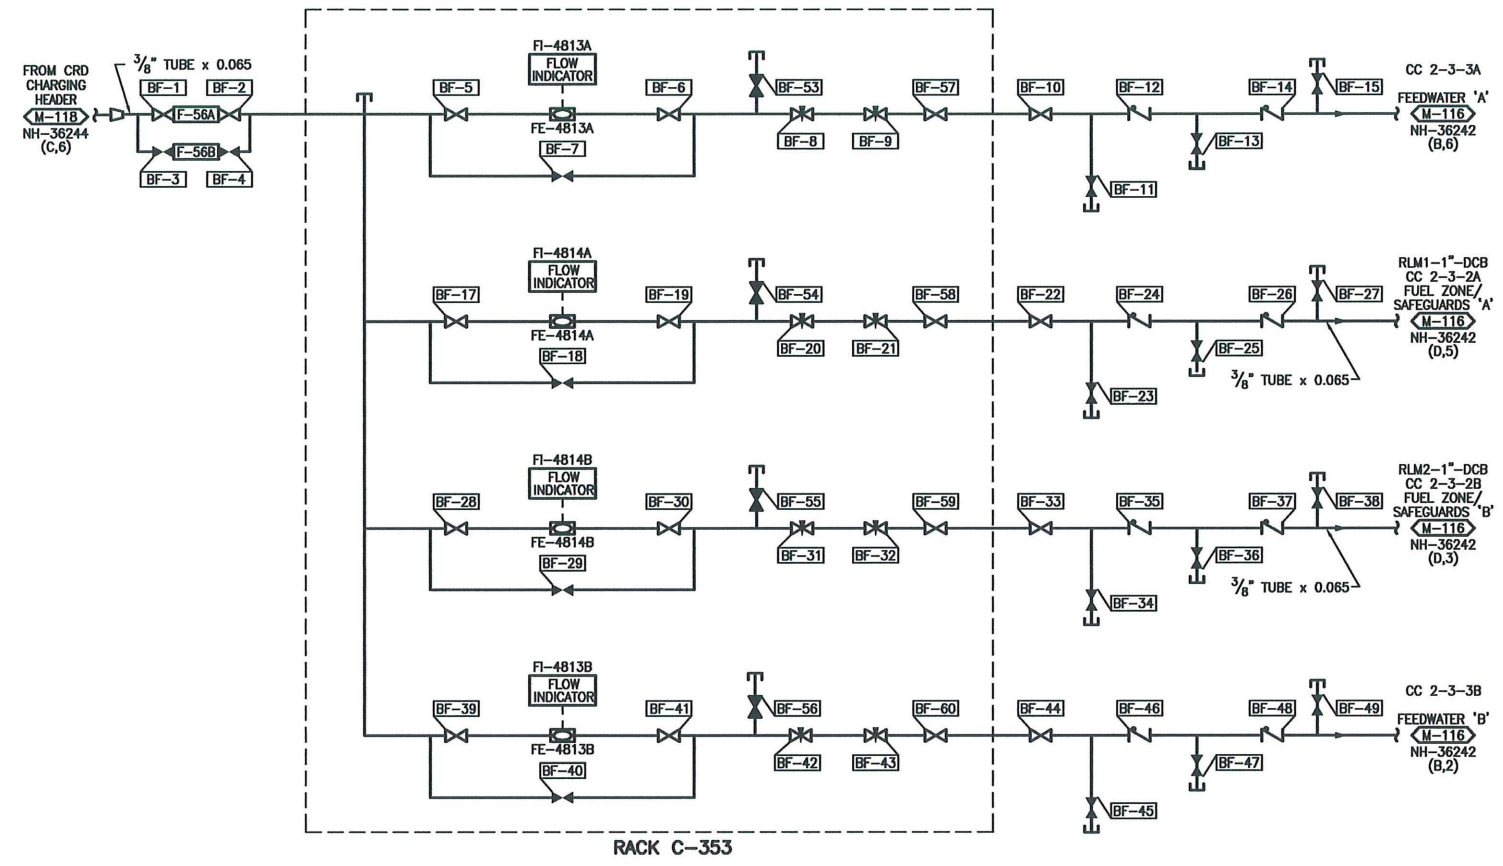 FROM CRD
CHARGING
HEADER
M-118
NH-36244
(C,6)
3/8" TUBE x 0.065
BF-1
BF-2
F-56A
F-56B
BF-3
BF-4
FI-4813A
FLOW
INDICATOR
BF-5
BF-6
FE-4813A
BF-7
BF-53
BF-57
BF-8
BF-9
BF-10
BF-12
BF-14
BF-15
BF-13
BF-11
CC 2-3-3A
FEEDWATER 'A'
M-116
NH-36242
(B,6)
FI-4814A
FLOW
INDICATOR
BF-17
BF-19
FE-4814A
BF-18
BF-54
BF-58
BF-20
BF-21
BF-22
BF-24
BF-26
BF-27
BF-25
BF-23
3/8" TUBE x 0.065
RLM1-1"-DCB
CC 2-3-2A
FUEL ZONE/
SAFEGUARDS 'A'
M-116
NH-36242
(D,5)
FI-4814B
FLOW
INDICATOR
BF-28
BF-30
FE-4814B
BF-29
BF-55
BF-59
BF-31
BF-32
BF-33
BF-35
BF-37
BF-38
BF-36
BF-34
3/8" TUBE x 0.065
RLM2-1"-DCB
CC 2-3-2B
FUEL ZONE/
SAFEGUARDS 'B'
M-116
NH-36242
(D,3)
FI-4813B
FLOW
INDICATOR
BF-39
BF-41
FE-4813B
BF-40
BF-56
BF-60
BF-42
BF-43
BF-44
BF-46
BF-48
BF-49
BF-47
BF-45
CC 2-3-3B
FEEDWATER 'B'
M-116
NH-36242
(B,2)
RACK C-353